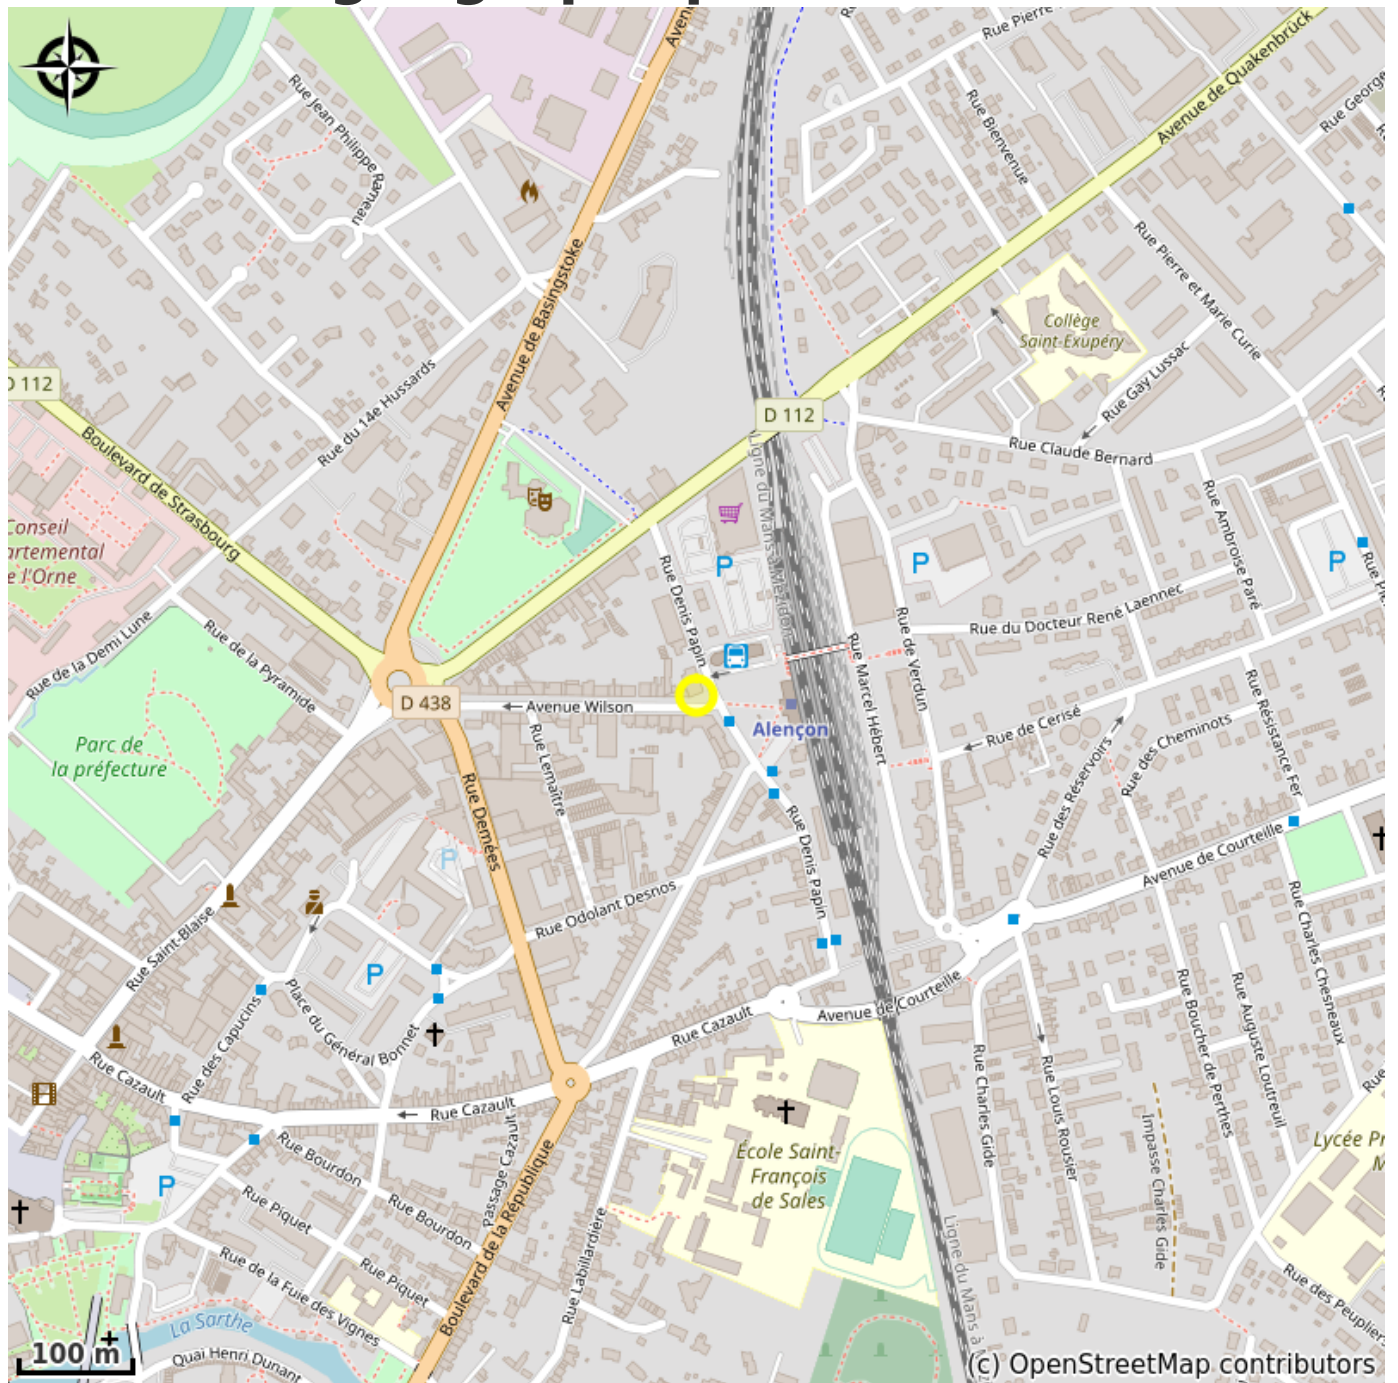 Avenue de Quakenbrück
Rue Jean Philippe Rameau
Rue Bienvenue
Rue Pierre et Marie Curie
Avenue de Basingstoke
Collège
Saint-Exupéry
Rue Gay Lussac
D 112
D 112
Rue du 14e Hussards
Rue Claude Bernard
Boulevard de Strasbourg
Ligne du Mans à Mézidon
Rue Ambroise Paré
P
P
P
Conseil
Rue Denis Papin
Rue du Docteur René Laennec
Rue de la Demi Lune
Rue de la Pyramide
Rue Marcel Hébert
Rue de Verdun
Rue Résistance Fer
D 438
Avenue Wilson
Alençon
Rue de Cerisé
Rue des Cheminots
Parc de
la préfecture
Rue Lemaître
Rue Demées
Rue des Réservoirs
Rue Denis Papin
Avenue de Courteille
P
Rue Odolant Desnos
Rue Saint-Blaise
P
Rue Charles Chesneaux
Place du Général Bonnet
Rue des Capucins
Avenue de Courteille
Rue Cazault
Rue Boucher de Perthes
Rue Auguste Loutreuil
Rue Cazault
Rue Cazault
Rue Charles Gide
Rue Louis Rousier
Impasse Charles Gide
Passage Cazault
École Saint-
François
de Sales
Rue Bourdon
Rue Bourdon
P
Rue Piquet
Rue Piquet
Boulevard de la République
Rue Labillardière
Rue de la Fuie des Vignes
Rue des Peupliers
La Sarthe
Quai Henri Dunant
Ligne du Mans à
100 m
(c) OpenStreetMap contributors